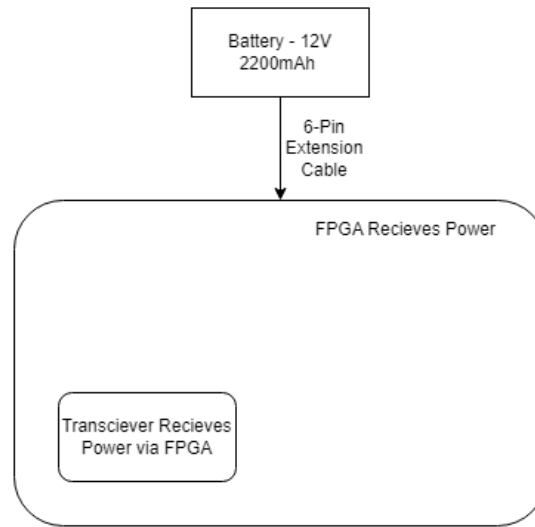 Battery - 12V
2200mAh
6-Pin
Extension
Cable
FPGA Recieves Power
Transciever Recieves
Power via FPGA